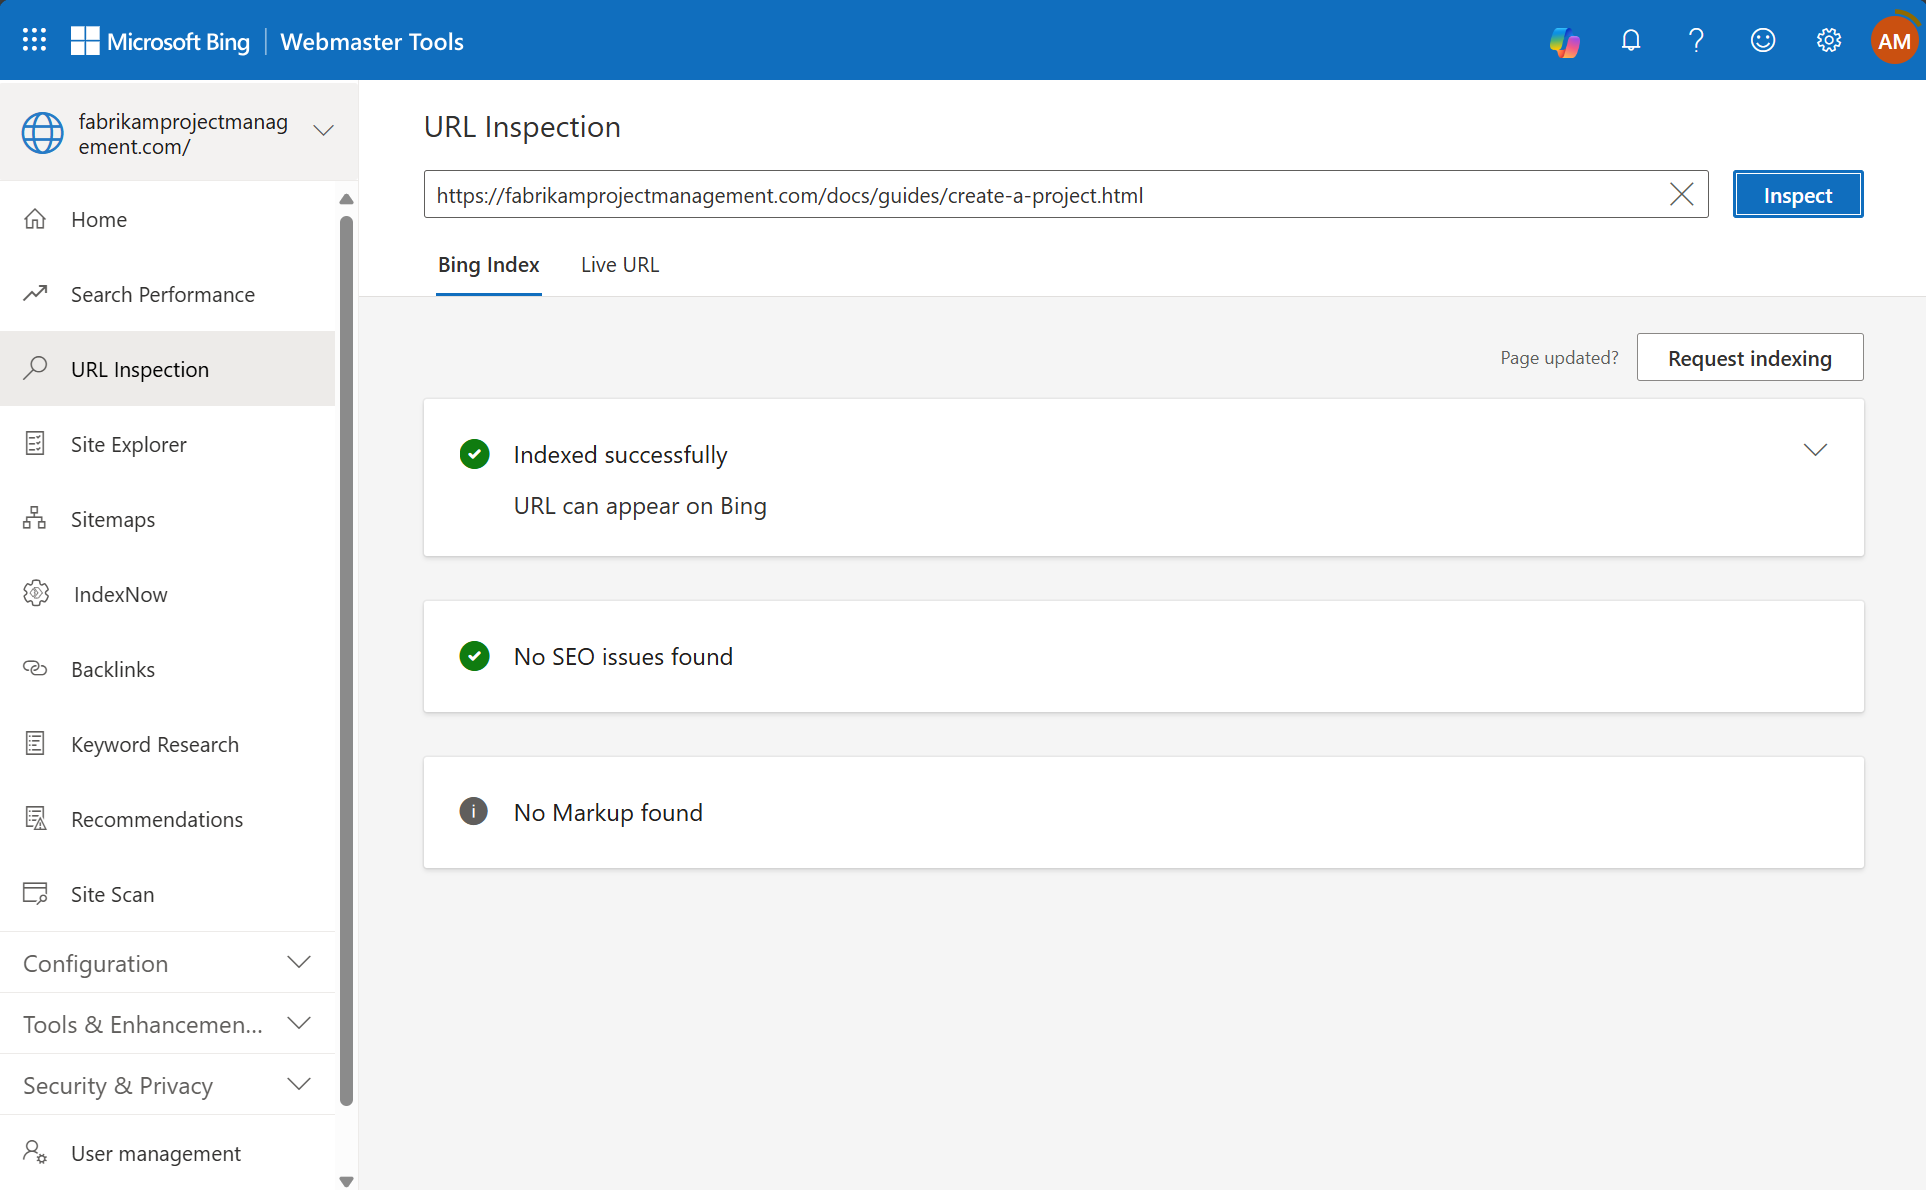 Microsoft Bing | Webmaster Tools
AM
fabrikamprojectmanag
ement.com/
Home
Search Performance
URL Inspection
Site Explorer
Sitemaps
IndexNow
Backlinks
Keyword Research
Recommendations
Site Scan
Configuration
Tools & Enhancemen...
Security & Privacy
User management
URL Inspection
https://fabrikamprojectmanagement.com/docs/guides/create-a-project.html
Inspect
Bing Index Live URL
Page updated? Request indexing
Indexed successfully
URL can appear on Bing
No SEO issues found
No Markup found